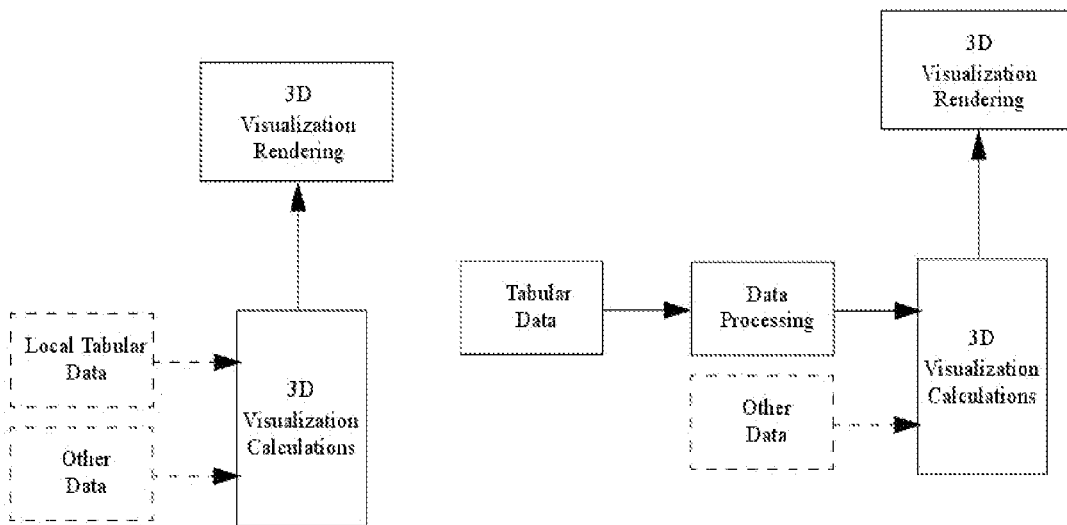 3D
Visualization
Rendering
Local Tabular
Data
Other
Data
3D
Visualization
Calculations
3D
Visualization
Rendering
Tabular
Data
Data
Processing
Other
Data
3D
Visualization
Calculations